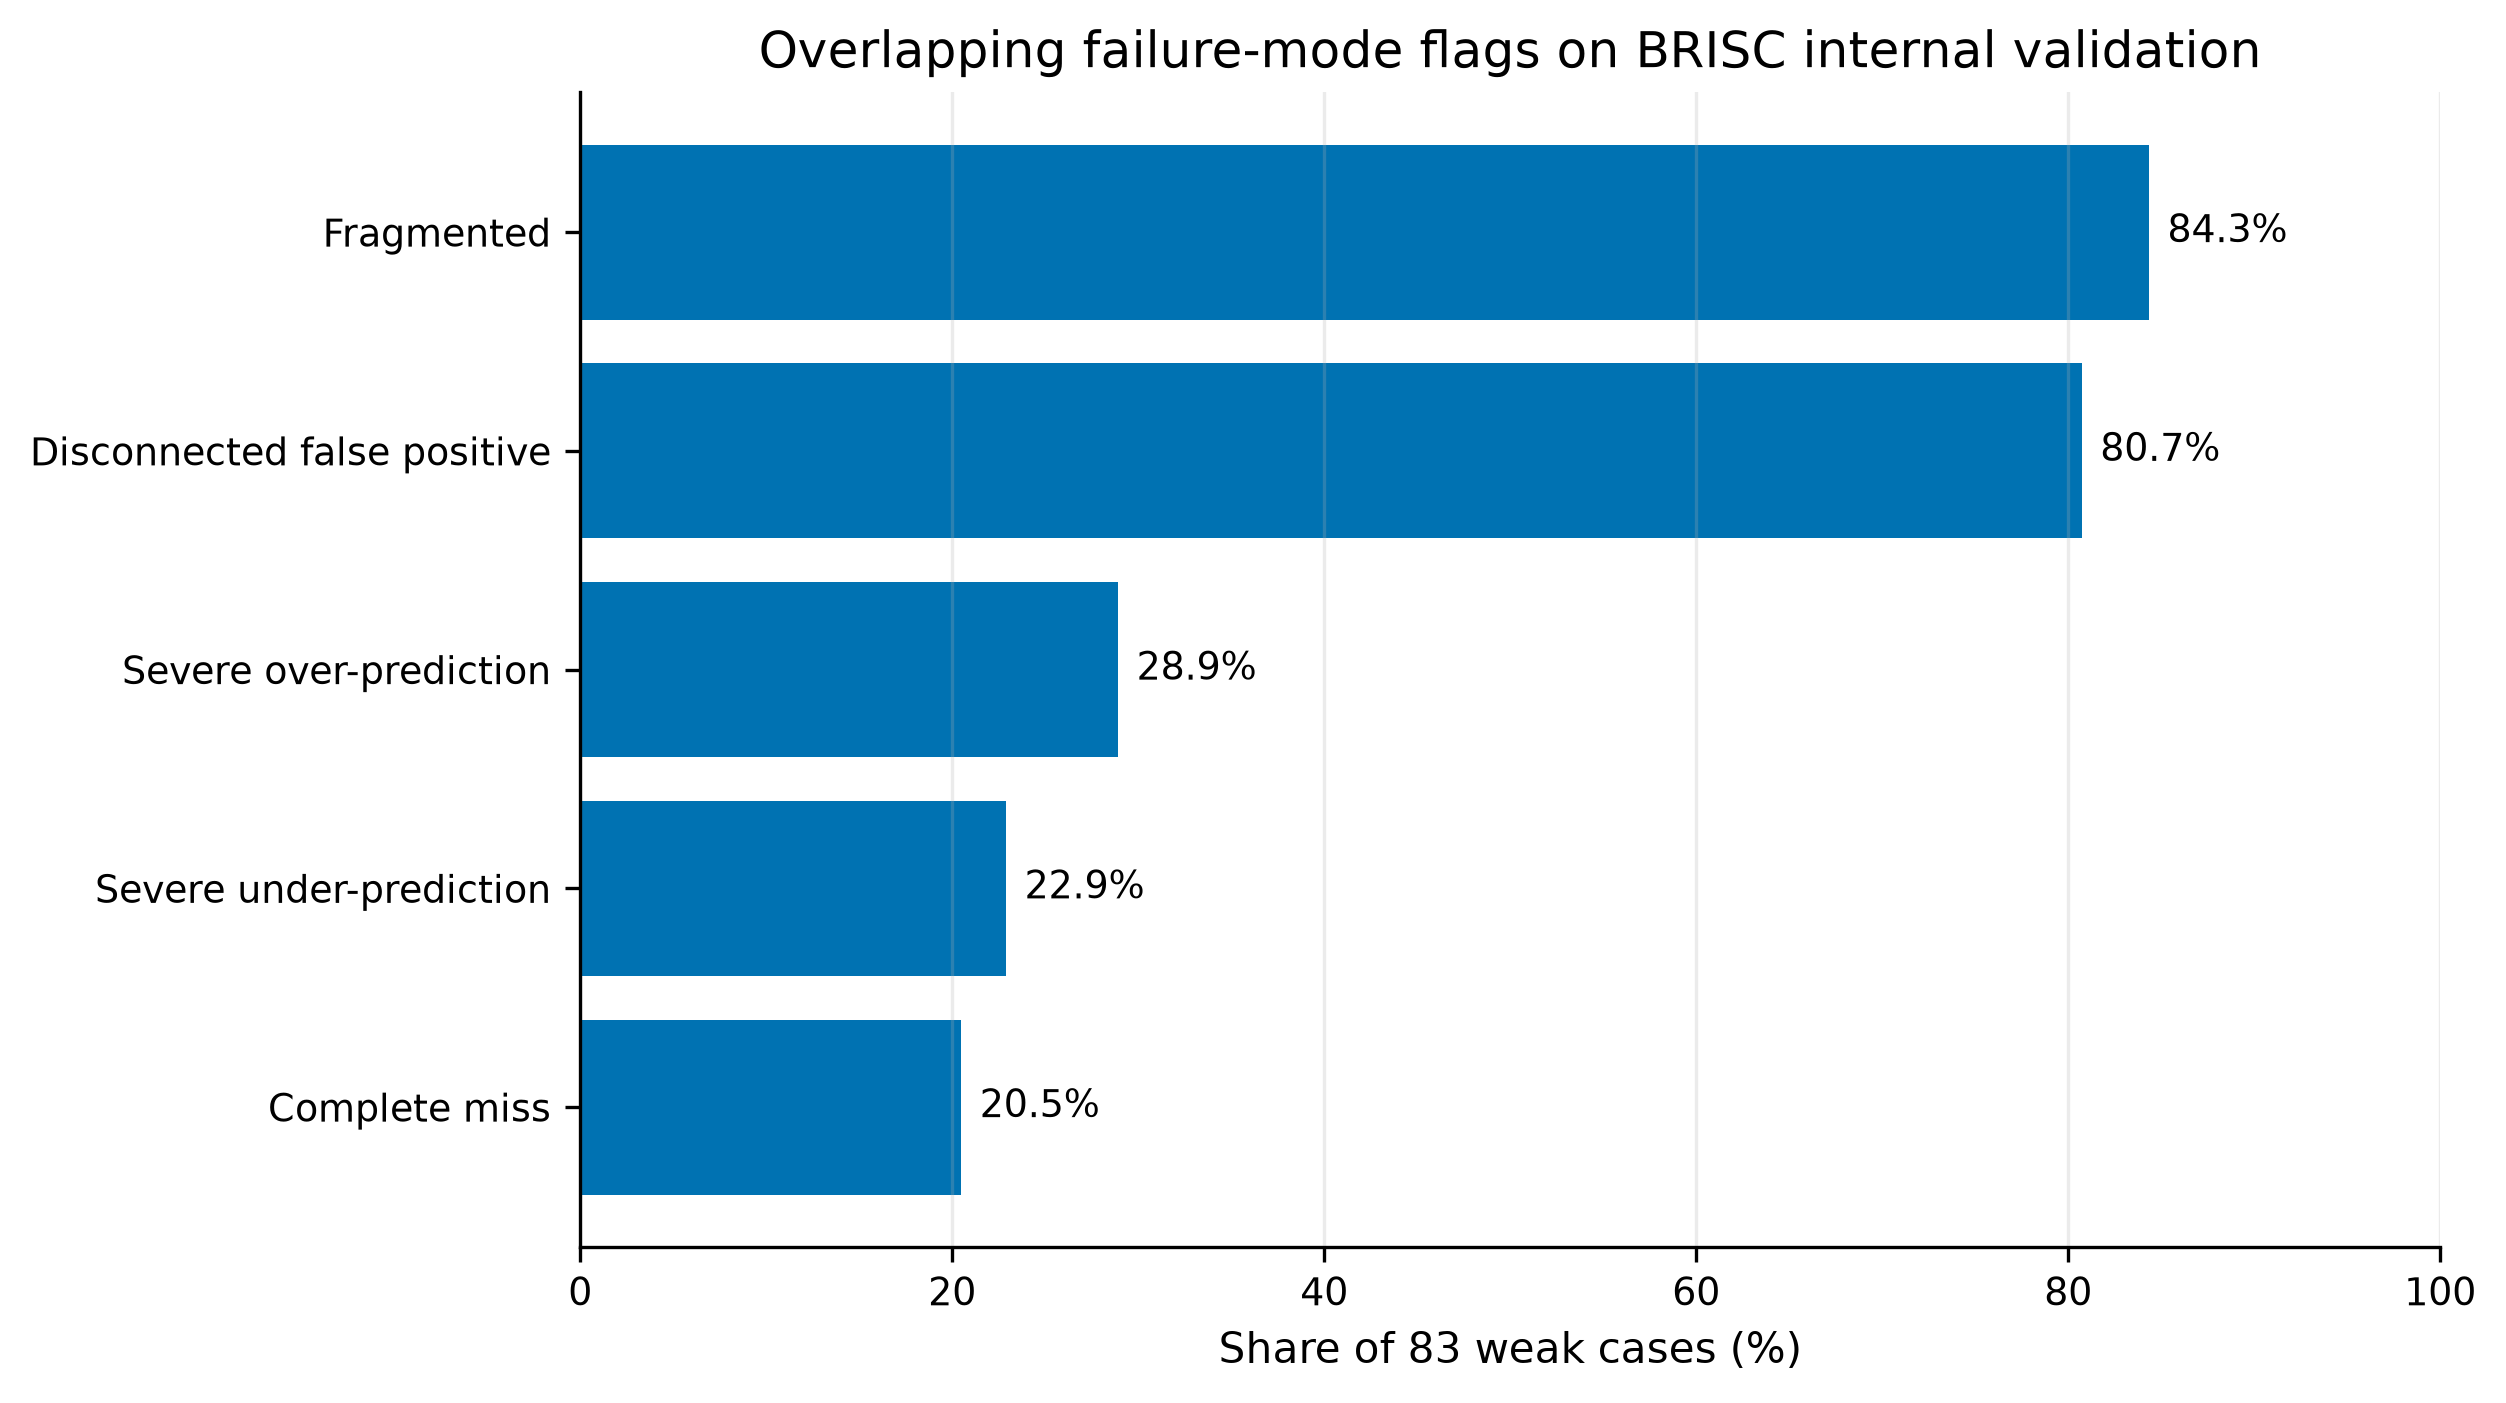 Overlapping failure-mode flags on BRISC internal validation
Fragmented
84.3%
Disconnected false positive
80.7%
Severe over-prediction
28.9%
Severe under-prediction
22.9%
Complete miss
20.5%
0 20 40 60 80 100
Share of 83 weak cases (%)